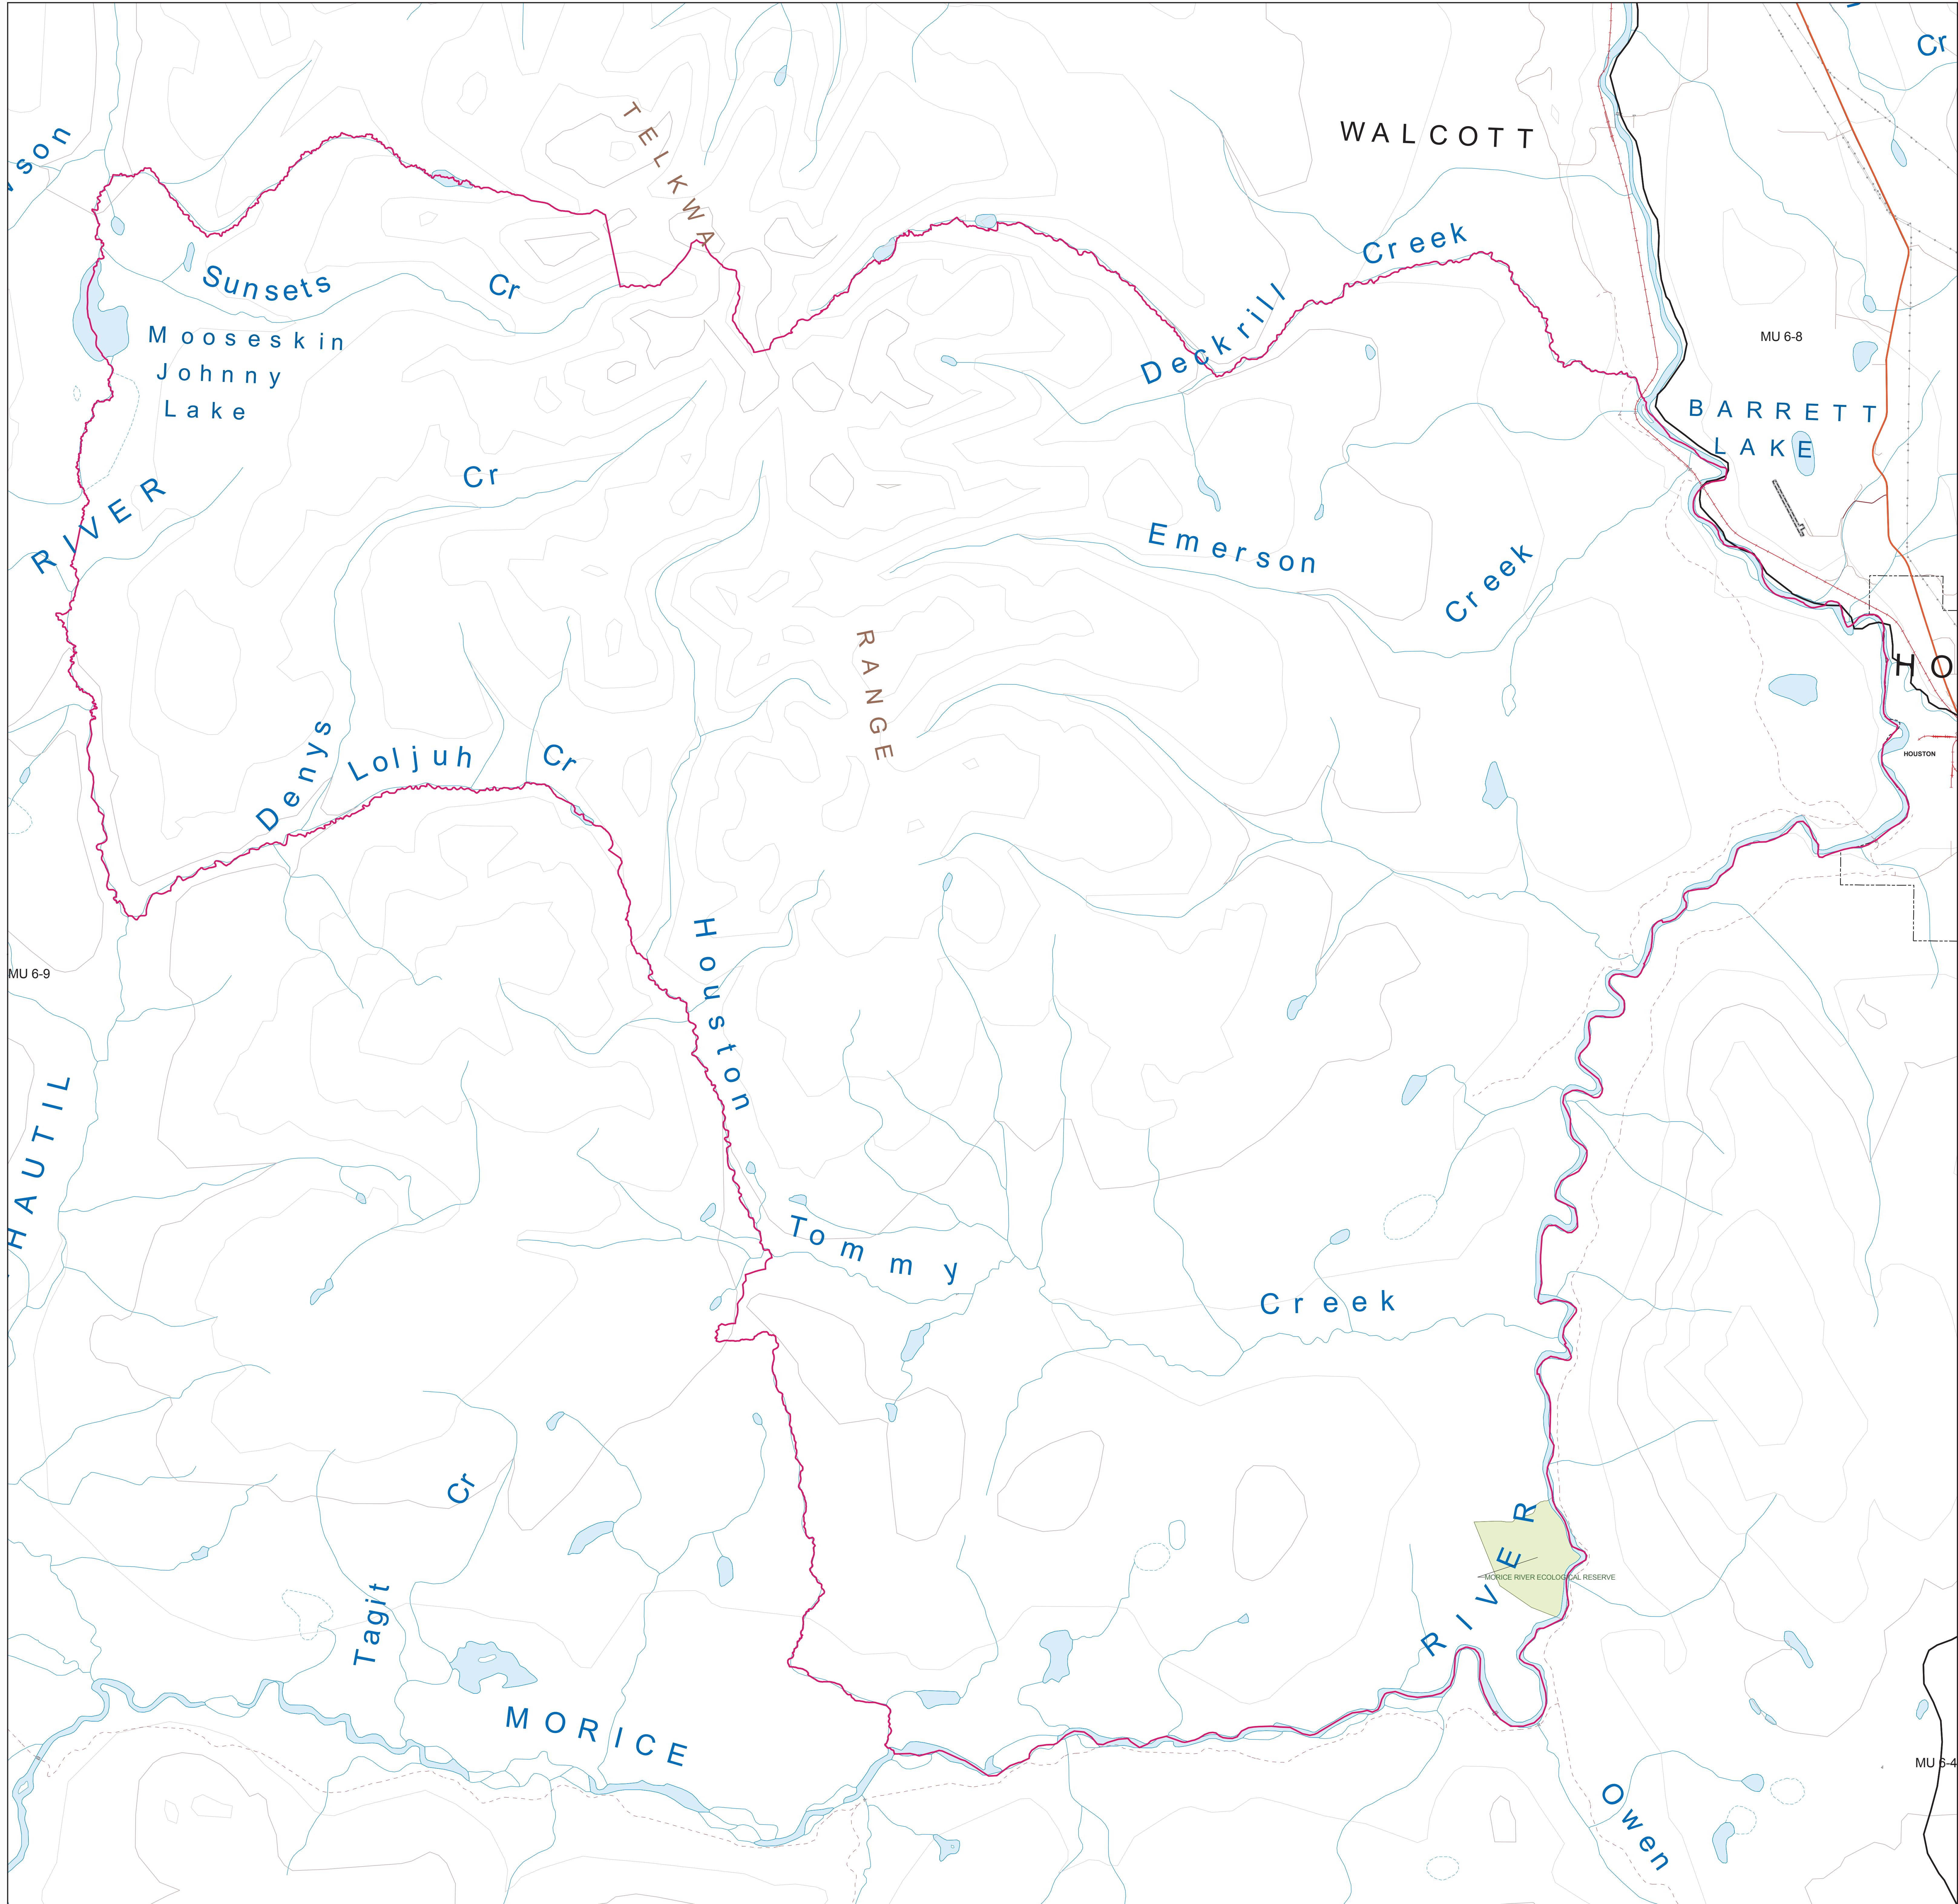 Cr
TELKWA
WALCOTT
Deckrill Creek
Sunsets Cr
Mooseskin
Johnny
Lake
MU 6-8
BARRETT
LAKE
Cr
RIVER
Emerson
Creek
RANGE
HO
HOUSTON
Denys
Loljuh Cr
Houston
MU 6-9
HAUTIL
Tommy
Creek
Cr
Tagit
RIVER
MORICE RIVER ECOLOGICAL RESERVE
MORICE
MU 6-4
Owen